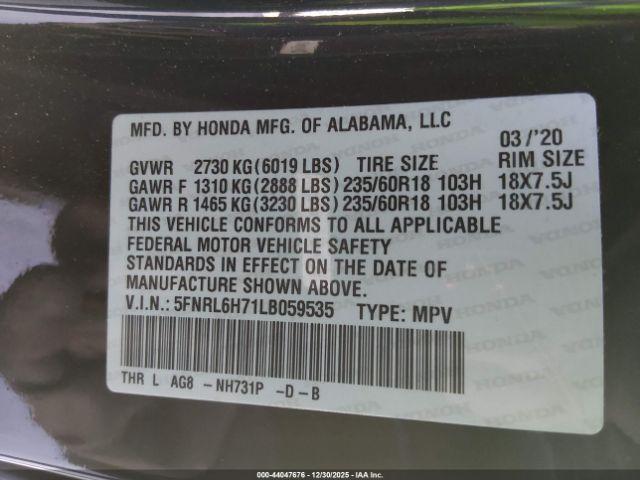 MFD. BY HONDA MFG. OF ALABAMA, LLC
03/'20
GVWR 2730 KG(6019 LBS) TIRE SIZE RIM SIZE
GAWR F 1310 KG(2888 LBS) 235/60R18 103H 18X7.5J
GAWR R 1465 KG(3230 LBS) 235/60R18 103H 18X7.5J
THIS VEHICLE CONFORMS TO ALL APPLICABLE
FEDERAL MOTOR VEHICLE SAFETY
STANDARDS IN EFFECT ON THE DATE OF
MANUFACTURE SHOWN ABOVE.
V.I.N.: 5FNRL6H71LB059535 TYPE: MPV
THR L AG8 -NH731P -D-B
000-44047676 - 12/30/2025 - IAAI.com